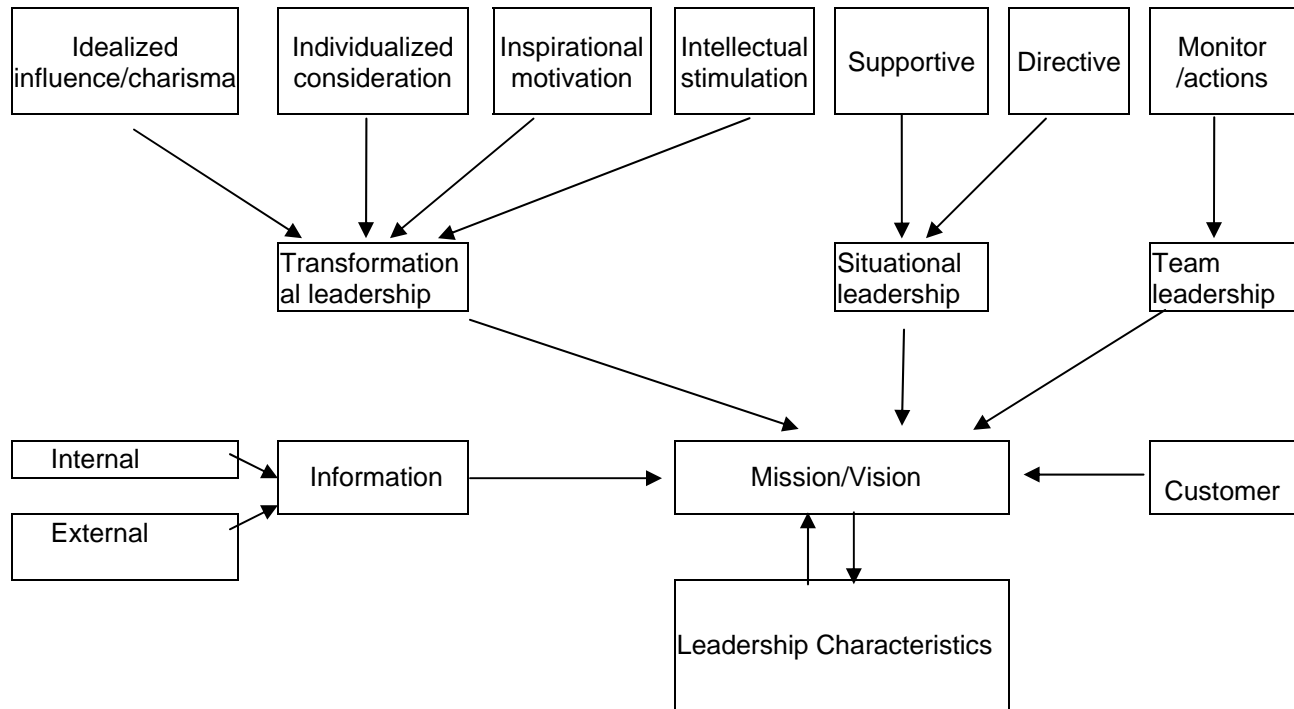 Idealized
influence/charisma
Individualized
consideration
Inspirational
motivation
Intellectual
stimulation
Supportive
Directive
Monitor
/actions
Transformation
al leadership
Situational
leadership
Team
leadership
Internal
External
Information
Mission/Vision
Customer
Leadership Characteristics